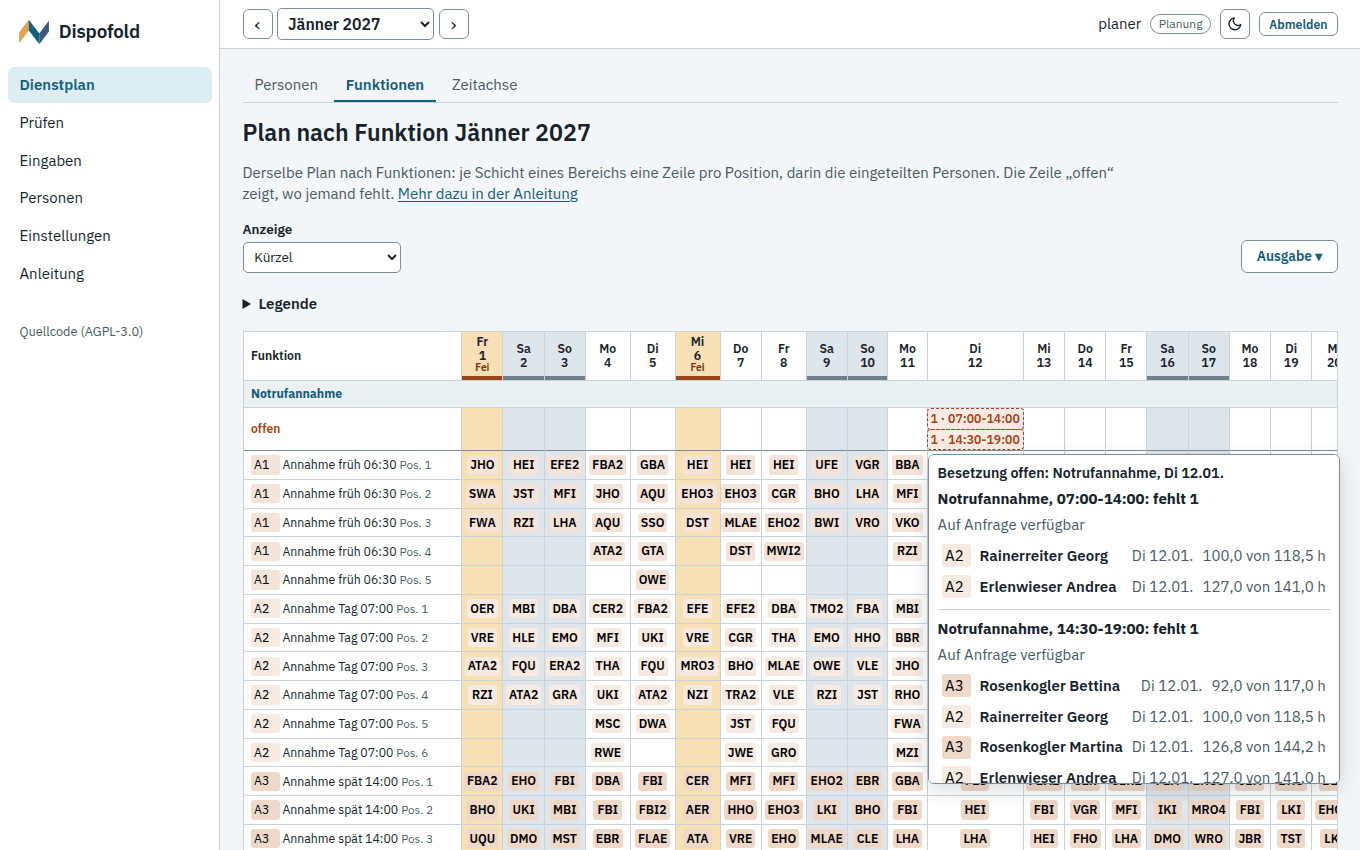 Dispofold
Dienstplan
Prüfen
Eingaben
Personen
Einstellungen
Anleitung
Quellcode (AGPL-3.0)
‹ Jänner 2027 ›
planer Planung Abmelden
Personen Funktionen Zeitachse
Plan nach Funktion Jänner 2027
Derselbe Plan nach Funktionen: je Schicht eines Bereichs eine Zeile pro Position, darin die eingeteilten Personen. Die Zeile „offen“
zeigt, wo jemand fehlt. Mehr dazu in der Anleitung
Anzeige
Kürzel
Ausgabe ▾
▶ Legende
Funktion Fr 1 Fei Sa 2 So 3 Mo 4 Di 5 Mi 6 Fei Do 7 Fr 8 Sa 9 So 10 Mo 11 Di 12 Mi 13 Do 14 Fr 15 Sa 16 So 17 Mo 18 Di 19
Notrufannahme
offen 1 · 07:00-14:00
1 · 14:30-19:00
A1 Annahme früh 06:30 Pos. 1 JHO HEI EFE2 FBA2 GBA HEI HEI HEI UFE VGR BBA
A1 Annahme früh 06:30 Pos. 2 SWA JST MFI JHO AQU EHO3 EHO3 CGR BHO LHA MFI
A1 Annahme früh 06:30 Pos. 3 FWA RZI LHA AQU SSO DST MLAE EHO2 BWI VRO VKO
A1 Annahme früh 06:30 Pos. 4 ATA2 GTA DST MWI2 RZI
A1 Annahme früh 06:30 Pos. 5 OWE
A2 Annahme Tag 07:00 Pos. 1 OER MBI DBA CER2 FBA2 EFE EFE2 DBA TMO2 FBA MBI
A2 Annahme Tag 07:00 Pos. 2 VRE HLE EMO MFI UKI VRE CGR THA EMO HHO BBR
A2 Annahme Tag 07:00 Pos. 3 ATA2 FQU ERA2 THA FQU MRO3 BHO MLAE OWE VLE JHO
A2 Annahme Tag 07:00 Pos. 4 RZI ATA2 GRA UKI ATA2 NZI TRA2 VLE RZI JST RHO
A2 Annahme Tag 07:00 Pos. 5 MSC DWA JST FQU FWA
A2 Annahme Tag 07:00 Pos. 6 RWE JWE GRO MZI
A3 Annahme spät 14:00 Pos. 1 FBA2 EHO FBI DBA FBI CER MFI MFI EHO2 EBR GBA
A3 Annahme spät 14:00 Pos. 2 BHO UKI MBI FBI FBI2 AER HHO EHO3 LKI BHO FBI HEI FBI VGR MFI IKI MRO4 FBI LKI
A3 Annahme spät 14:00 Pos. 3 UQU DMO MST EBR FLAE ATA VRE EHO MLAE CLE LHA LHA HEI FHO LHA DMO WRO JBR TST
Besetzung offen: Notrufannahme, Di 12.01.
Notrufannahme, 07:00-14:00: fehlt 1
Auf Anfrage verfügbar
A2 Rainerreiter Georg Di 12.01. 100,0 von 118,5 h
A2 Erlenwieser Andrea Di 12.01. 127,0 von 141,0 h
Notrufannahme, 14:30-19:00: fehlt 1
Auf Anfrage verfügbar
A3 Rosenkogler Bettina Di 12.01. 92,0 von 117,0 h
A2 Rainerreiter Georg Di 12.01. 100,0 von 118,5 h
A3 Rosenkogler Martina Di 12.01. 126,8 von 144,2 h
A2 Erlenwieser Andrea Di 12.01. 127,0 von 141,0 h